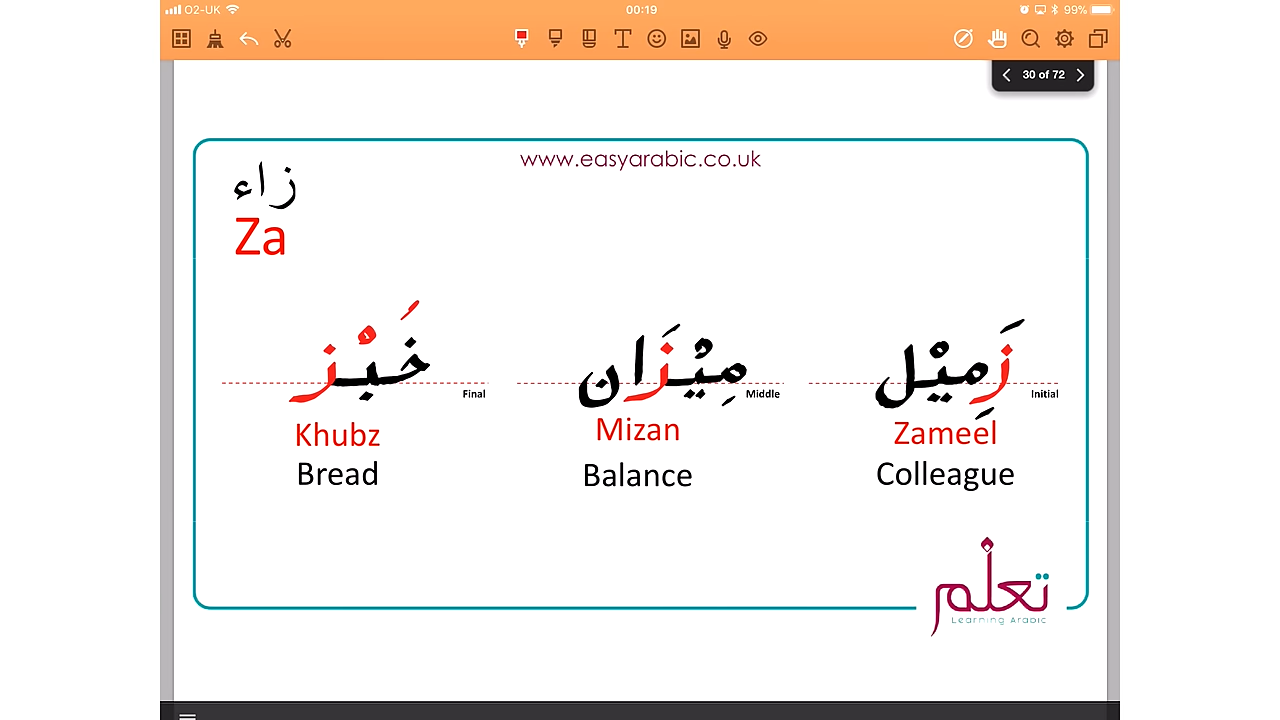 O2-UK 00:19 99%
30 of 72
www.easyarabic.co.uk
زاء
Za
زَمِيْل
Initial
Zameel
Colleague
مِيْزَان
Middle
Mizan
Balance
خُبْز
Final
Khubz
Bread
تعلم
Learning Arabic